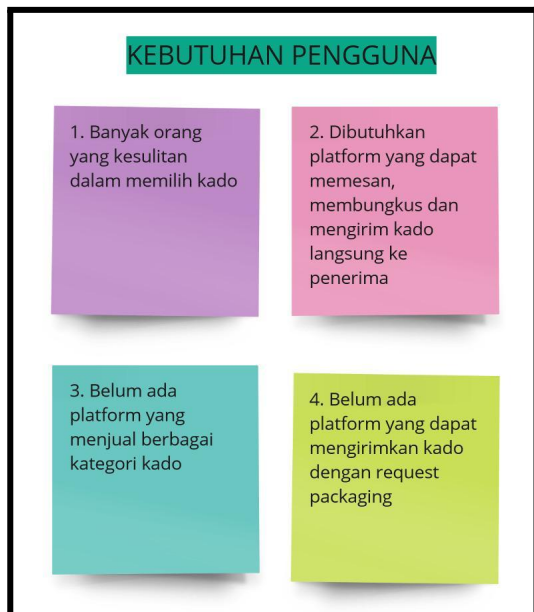 KEBUTUHAN PENGGUNA
1. Banyak orang
yang kesulitan
dalam memilih kado
2. Dibutuhkan
platform yang dapat
memesan,
membungkus dan
mengirim kado
langsung ke
penerima
3. Belum ada
platform yang
menjual berbagai
kategori kado
4. Belum ada
platform yang dapat
mengirimkan kado
dengan request
packaging